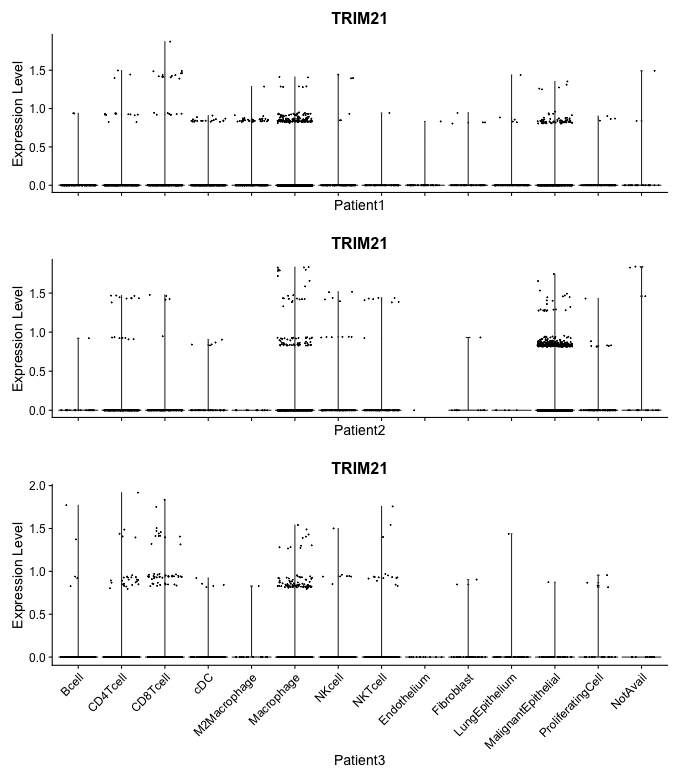 TRIM21
Expression Level
1.5
1.0
0.5
0.0
Patient1
TRIM21
Expression Level
1.5
1.0
0.5
0.0
Patient2
TRIM21
Expression Level
2.0
1.5
1.0
0.5
0.0
Bcell
CD4Tcell
CD8Tcell
cDC
M2Macrophage
Macrophage
NKcell
NKTcell
Endothelium
Fibroblast
LungEpithelium
MalignantEpithelial
ProliferatingCell
NotAvail
Patient3